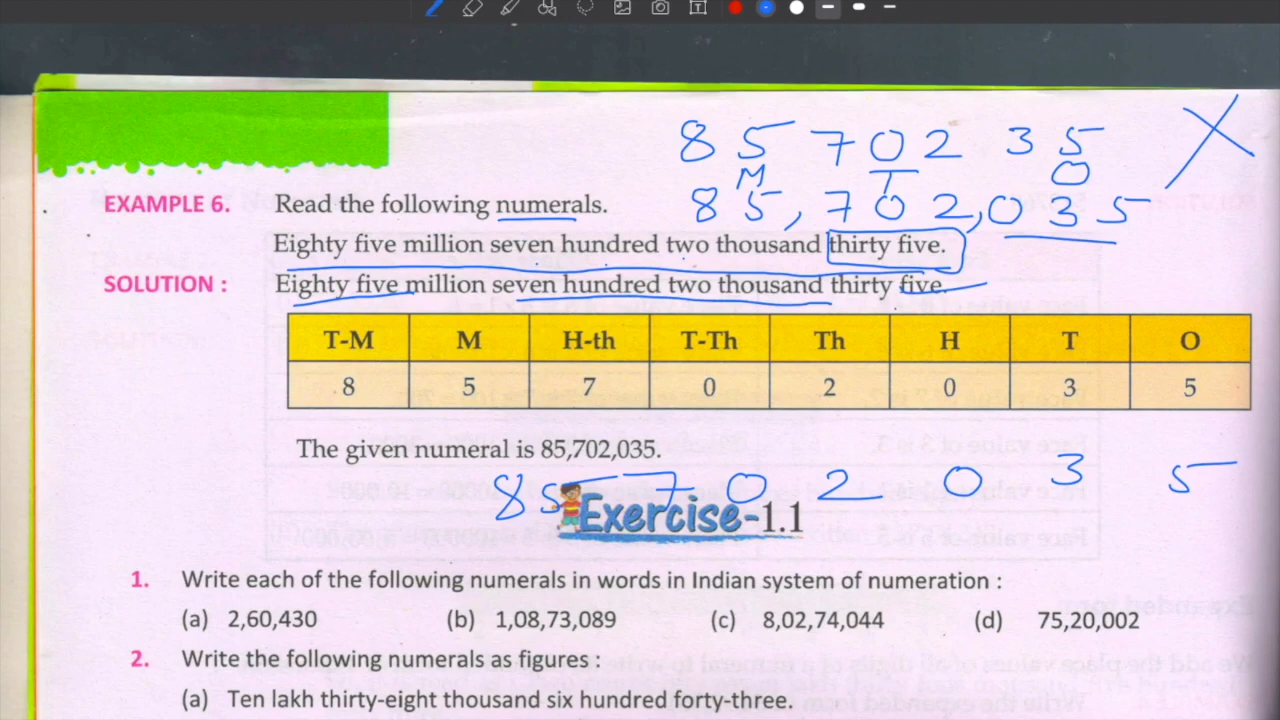 85 702 35
M T O
EXAMPLE 6. Read the following numerals. 85,702,035
Eighty five million seven hundred two thousand thirty five.
SOLUTION : Eighty five million seven hundred two thousand thirty five.
T-M M H-th T-Th Th H T O
8 5 7 0 2 0 3 5
The given numeral is 85,702,035.
85 7 0 2 0 3 5
Exercise-1.1
1. Write each of the following numerals in words in Indian system of numeration :
(a) 2,60,430 (b) 1,08,73,089 (c) 8,02,74,044 (d) 75,20,002
2. Write the following numerals as figures :
(a) Ten lakh thirty-eight thousand six hundred forty-three.